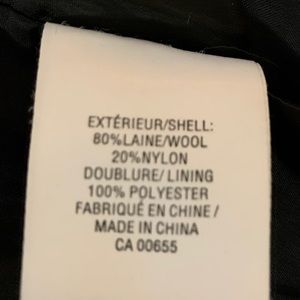 EXTÉRIEUR/SHELL:
80%LAINE/WOOL
20%NYLON
DOUBLURE/ LINING
100% POLYESTER
FABRIQUÉ EN CHINE /
MADE IN CHINA
CA 00655